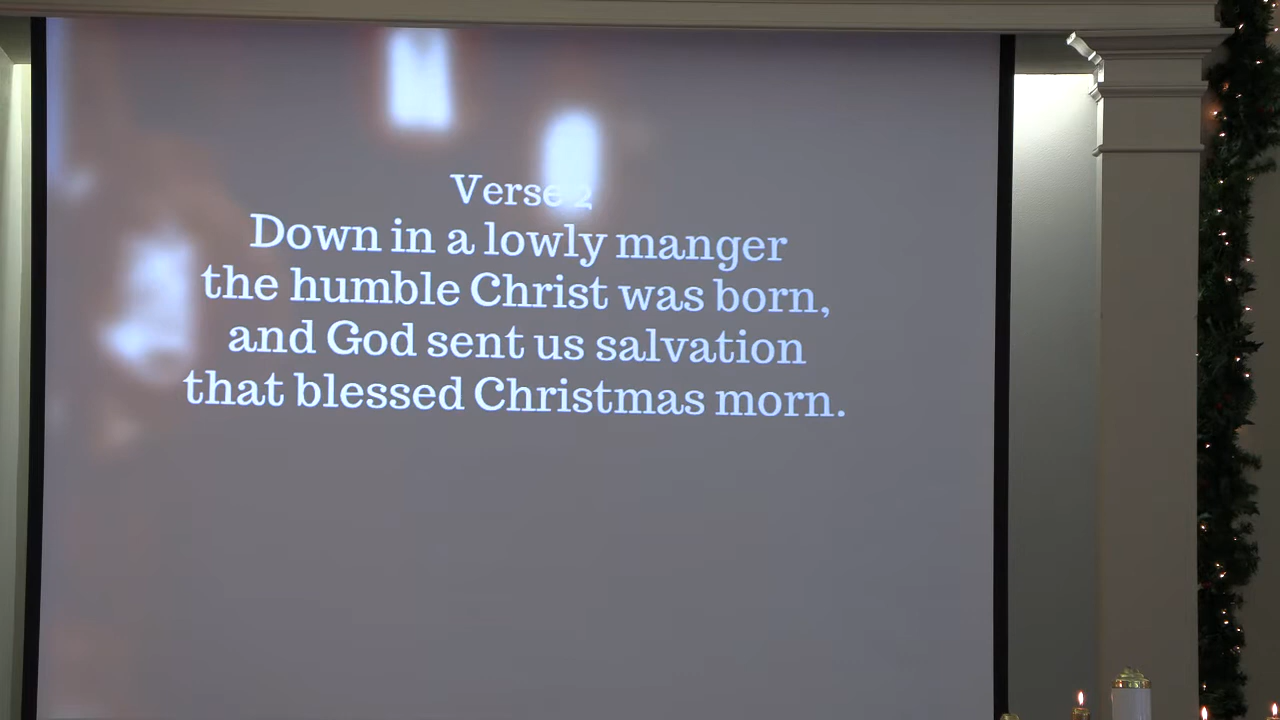 Verse 2
Down in a lowly manger
the humble Christ was born,
and God sent us salvation
that blessed Christmas morn.